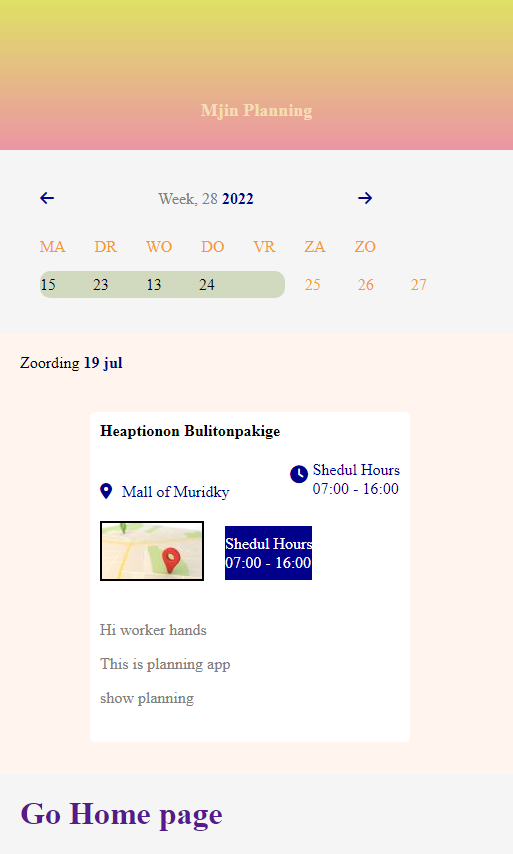 Mjin Planning
Week, 28 2022
MA DR WO DO VR ZA ZO
15 23 13 24 25 26 27
Zoording 19 jul
Heaptionon Bulitonpakige
Mall of Muridky
Shedul Hours
07:00 - 16:00
Shedul Hours
07:00 - 16:00
Hi worker hands
This is planning app
show planning
Go Home page